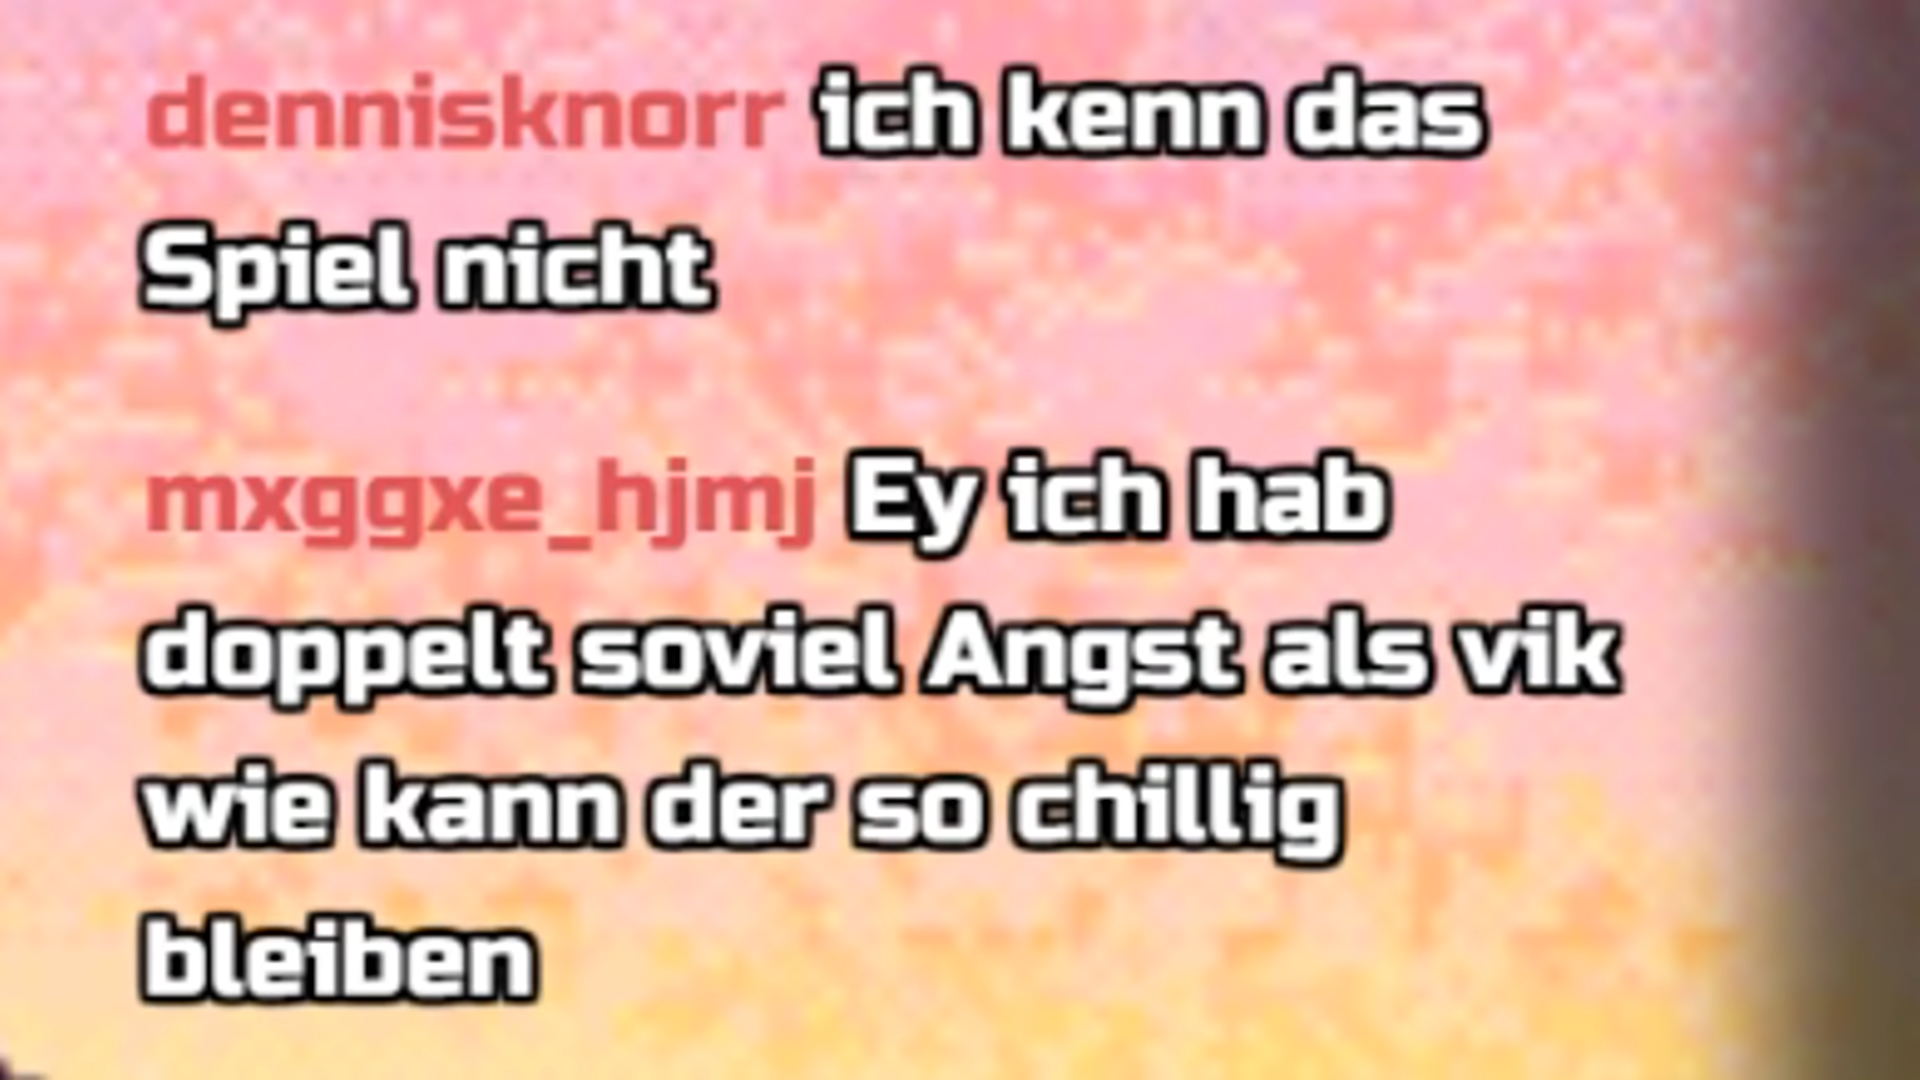 dennisknorr ich kenn das
Spiel nicht
mxggxe_hjmj Ey ich hab
doppelt soviel Angst als vik
wie kann der so chillig
bleiben